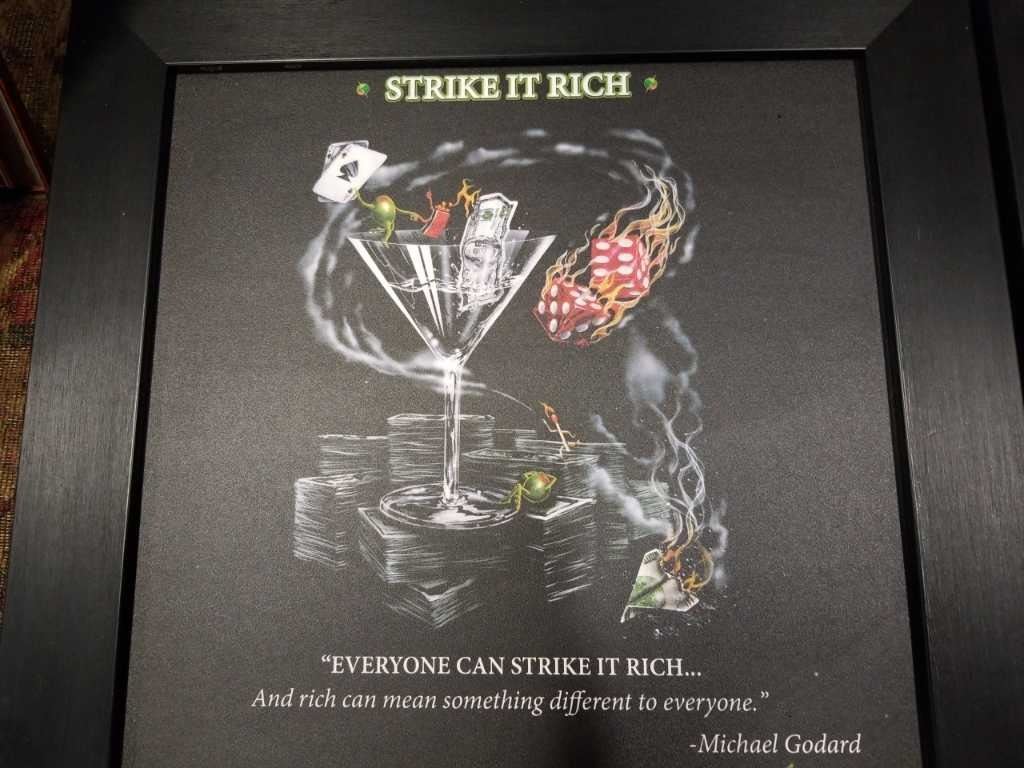 STRIKE IT RICH
“EVERYONE CAN STRIKE IT RICH...
And rich can mean something different to everyone.”
-Michael Godard